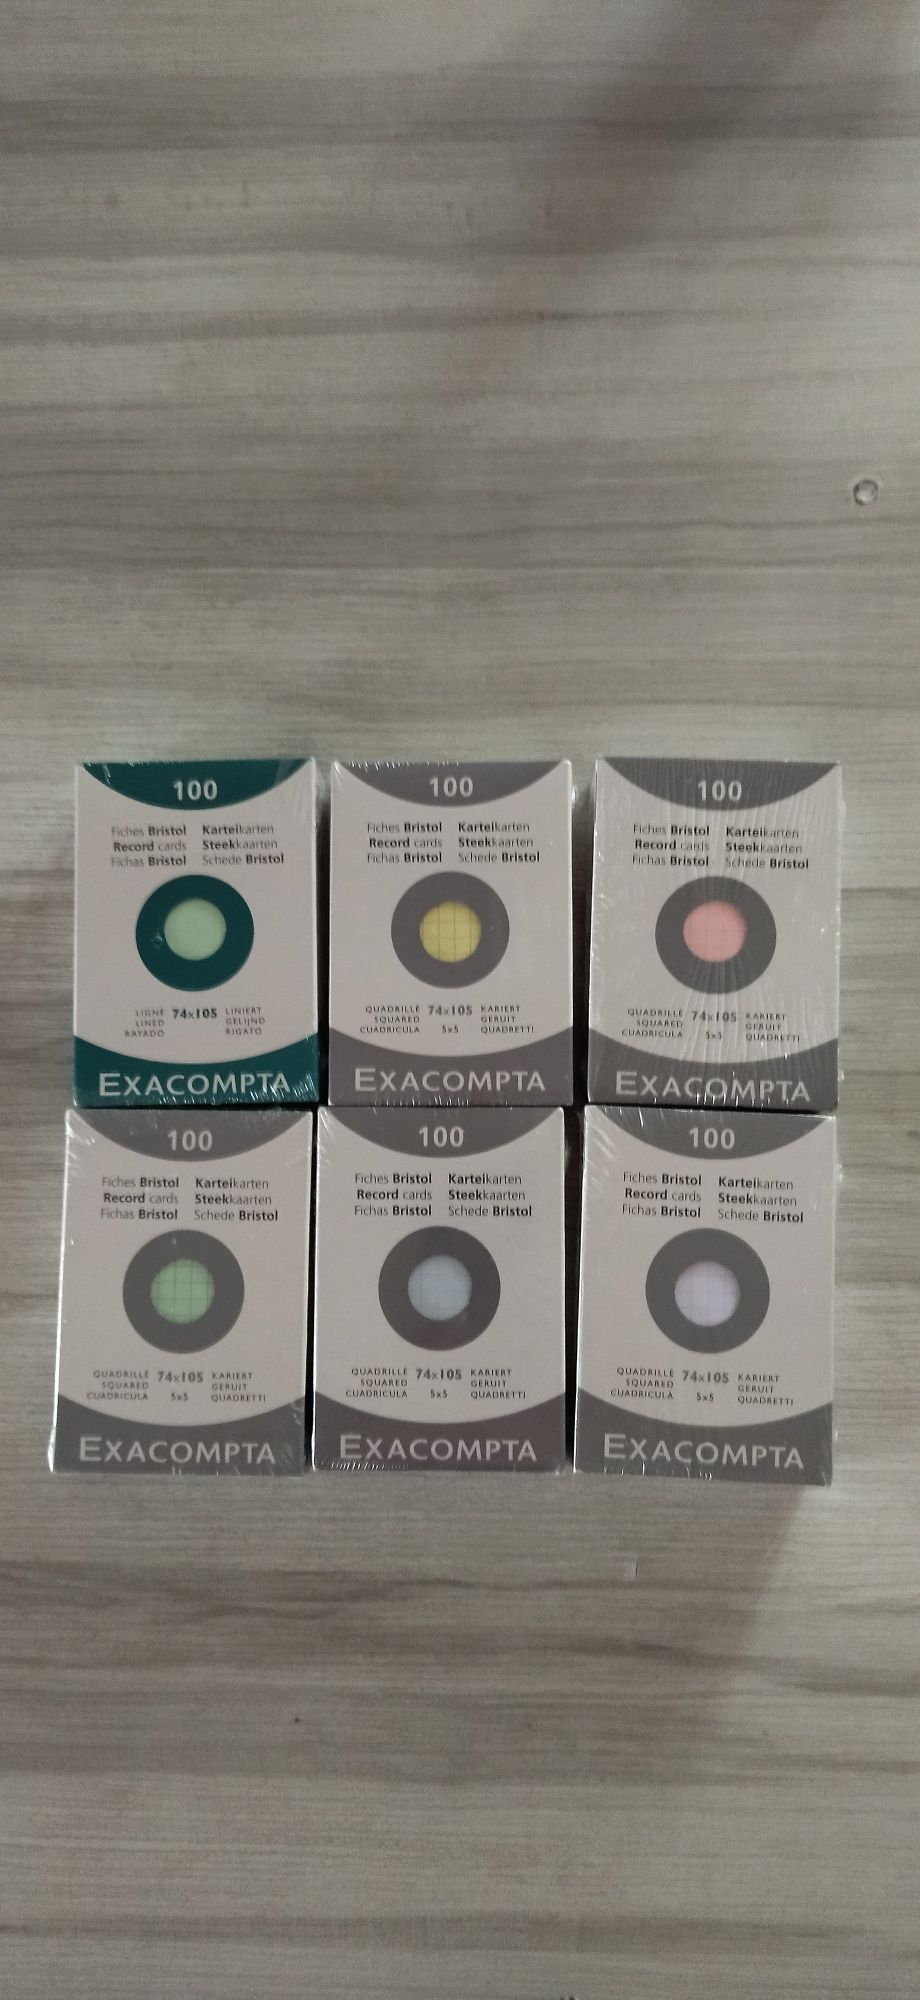 100
Fiches Bristol Karteikarten
Record cards Steekkaarten
Fichas Bristol Schede Bristol
LIGNÉ 74x105 LINIERT
LINED GELIJND
RAYADO RIGATO
EXACOMPTA
100
Fiches Bristol Karteikarten
Record cards Steekkaarten
Fichas Bristol Schede Bristol
QUADRILLÉ 74x105 KARIERT
SQUARED GERUIT
CUADRICULA 5x5 QUADRETTI
EXACOMPTA
100
Fiches Bristol Karteikarten
Record cards Steekkaarten
Fichas Bristol Schede Bristol
QUADRILLÉ 74x105 KARIERT
SQUARED GERUIT
CUADRICULA 5x5 QUADRETTI
EXACOMPTA
100
Fiches Bristol Karteikarten
Record cards Steekkaarten
Fichas Bristol Schede Bristol
QUADRILLÉ 74x105 KARIERT
SQUARED GERUIT
CUADRICULA 5x5 QUADRETTI
EXACOMPTA
100
Fiches Bristol Karteikarten
Record cards Steekkaarten
Fichas Bristol Schede Bristol
QUADRILLÉ 74x105 KARIERT
SQUARED GERUIT
CUADRICULA 5x5 QUADRETTI
EXACOMPTA
100
Fiches Bristol Karteikarten
Record cards Steekkaarten
Fichas Bristol Schede Bristol
QUADRILLÉ 74x105 KARIERT
SQUARED GERUIT
CUADRICULA 5x5 QUADRETTI
EXACOMPTA